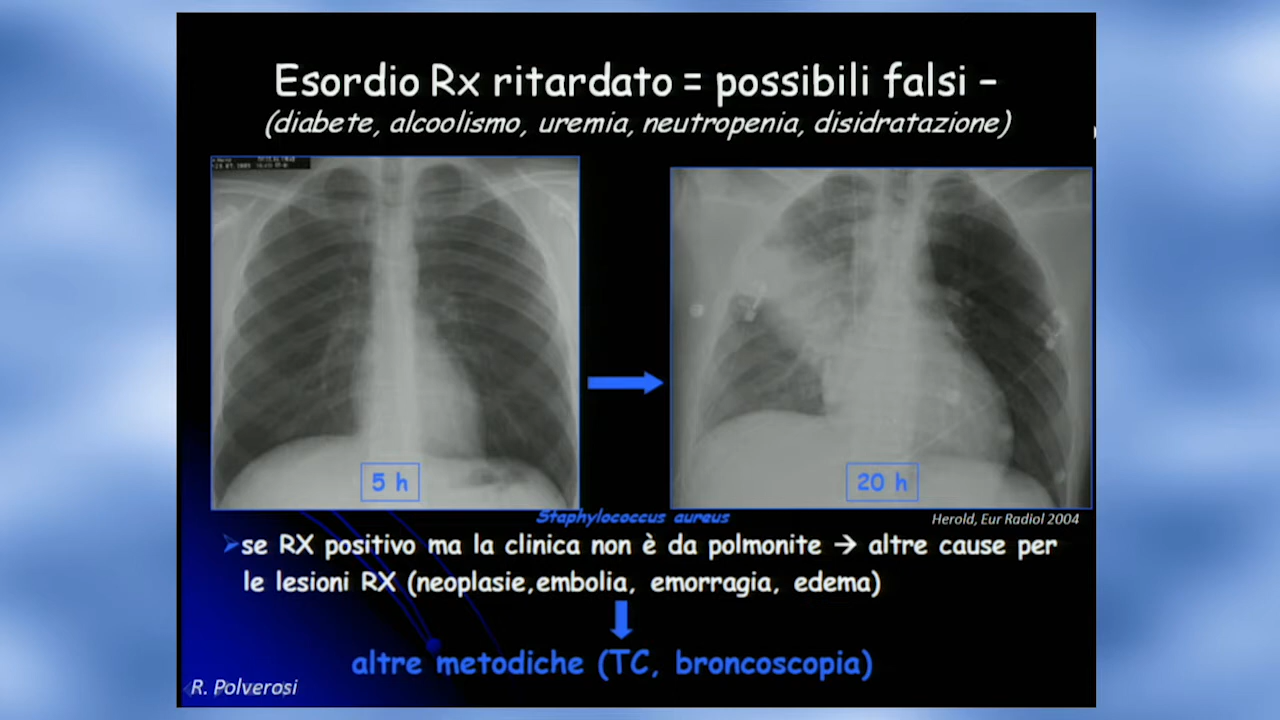 Esordio Rx ritardato = possibili falsi –
(diabete, alcoolismo, uremia, neutropenia, disidratazione)
5 h
20 h
Staphylococcus aureus
Herold, Eur Radiol 2004
➢se RX positivo ma la clinica non è da polmonite → altre cause per
le lesioni RX (neoplasie,embolia, emorragia, edema)
altre metodiche (TC, broncoscopia)
R. Polverosi